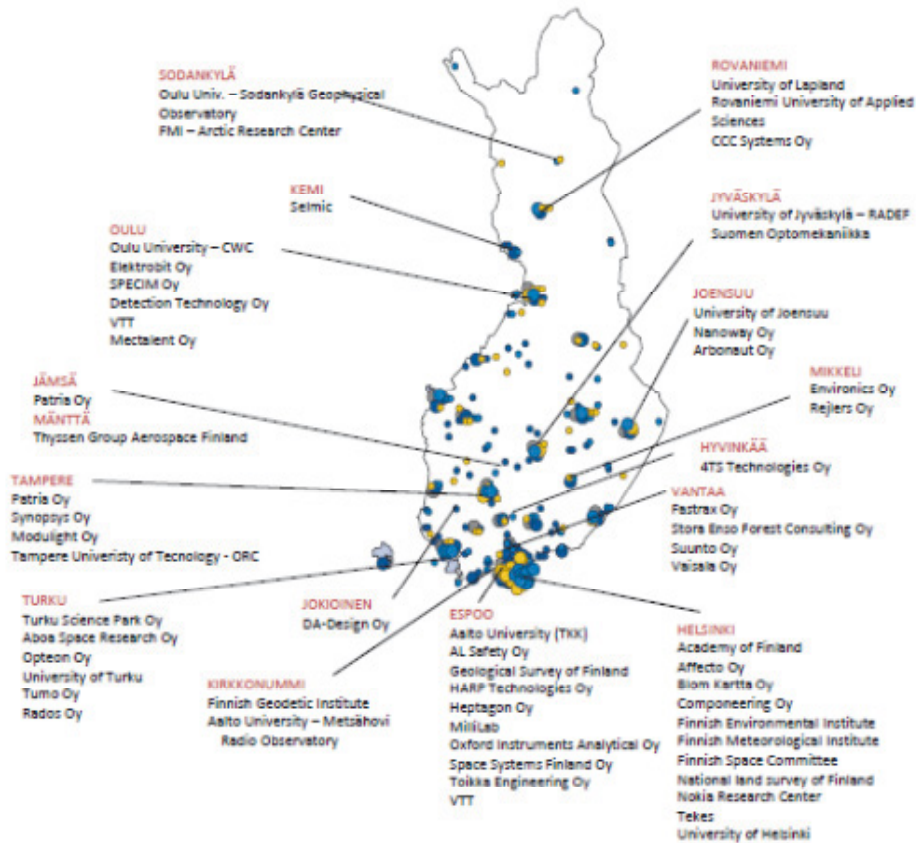 SODANKYLÄ
Oulu Univ. – Sodankylä Geophysical
Observatory
FMI – Arctic Research Center
ROVANIEMI
University of Lapland
Rovaniemi University of Applied
Sciences
CCC Systems Oy
KEMI
Selmic
JYVÄSKYLÄ
University of Jyväskylä – RADEF
Suomen Optomekaniikka
OULU
Oulu University – CWC
Elektrobit Oy
SPECIM Oy
Detection Technology Oy
VTT
Mectalent Oy
JOENSUU
University of Joensuu
Nanoway Oy
Arbonaut Oy
MIKKELI
Environics Oy
Rejlers Oy
JÄMSÄ
Patria Oy
MÄNTTÄ
Thyssen Group Aerospace Finland
HYVINKÄÄ
4TS Technologies Oy
TAMPERE
Patria Oy
Synopsys Oy
Modulight Oy
Tampere Univeristy of Tecnology - ORC
VANTAA
Fastrax Oy
Stora Enso Forest Consulting Oy
Suunto Oy
Vaisala Oy
TURKU
Turku Science Park Oy
Aboa Space Research Oy
Opteon Oy
University of Turku
Tumo Oy
Rados Oy
JOKIOINEN
DA-Design Oy
KIRKKONUMMI
Finnish Geodetic Institute
Aalto University – Metsähovi
Radio Observatory
ESPOO
Aalto University (TKK)
AL Safety Oy
Geological Survey of Finland
HARP Technologies Oy
Heptagon Oy
MilliLab
Oxford Instruments Analytical Oy
Space Systems Finland Oy
Toikka Engineering Oy
VTT
HELSINKI
Academy of Finland
Affecto Oy
Blom Kartta Oy
Componeering Oy
Finnish Environmental Institute
Finnish Meteorological Institute
Finnish Space Committee
National land survey of Finland
Nokia Research Center
Tekes
University of Helsinki